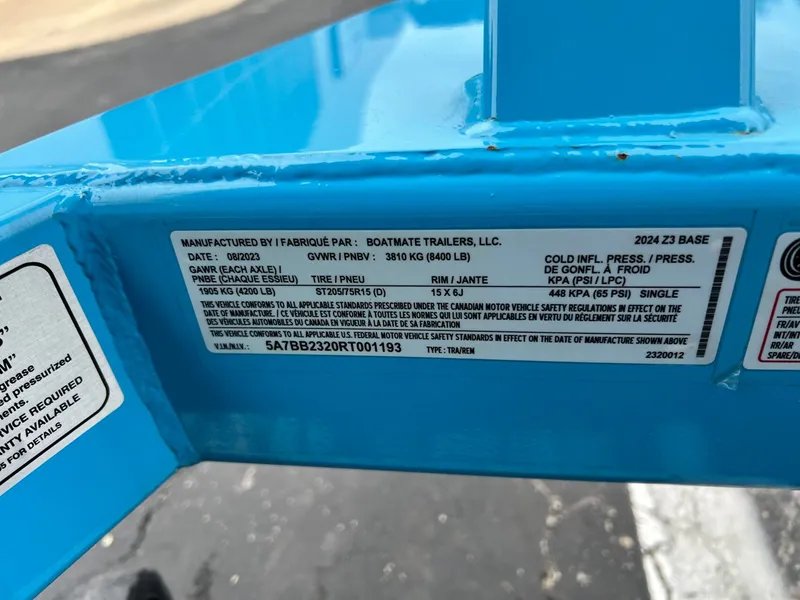 MANUFACTURED BY / FABRIQUÉ PAR : BOATMATE TRAILERS, LLC. 2024 Z3 BASE
DATE : 08/2023 GVWR / PNBV : 3810 KG (8400 LB) COLD INFL. PRESS. / PRESS.
GAWR (EACH AXLE) / DE GONFL. À FROID
PNBE (CHAQUE ESSIEU) TIRE / PNEU RIM / JANTE KPA (PSI / LPC)
1905 KG (4200 LB) ST205/75R15 (D) 15 X 6J 448 KPA (65 PSI) SINGLE
THIS VEHICLE CONFORMS TO ALL APPLICABLE STANDARDS PRESCRIBED UNDER THE CANADIAN MOTOR VEHICLE SAFETY REGULATIONS IN EFFECT ON THE
DATE OF MANUFACTURE. / CE VÉHICULE EST CONFORME À TOUTES LES NORMES QUI LUI SONT APPLICABLES EN VERTU DU RÈGLEMENT SUR LA SÉCURITÉ
DES VÉHICULES AUTOMOBILES DU CANADA EN VIGUEUR À LA DATE DE SA FABRICATION
THIS VEHICLE CONFORMS TO ALL APPLICABLE U.S. FEDERAL MOTOR VEHICLE SAFETY STANDARDS IN EFFECT ON THE DATE OF MANUFACTURE SHOWN ABOVE
V.I.N./N.I.V.: 5A7BB2320RT001193 TYPE : TRA/REM 2320012
M"
grease
ed pressurized
ments.
VICE REQUIRED
NTY AVAILABLE
FOR DETAILS
TIRE
PNEU
FR/AV
INT/INT
RR/AR
SPARE/D